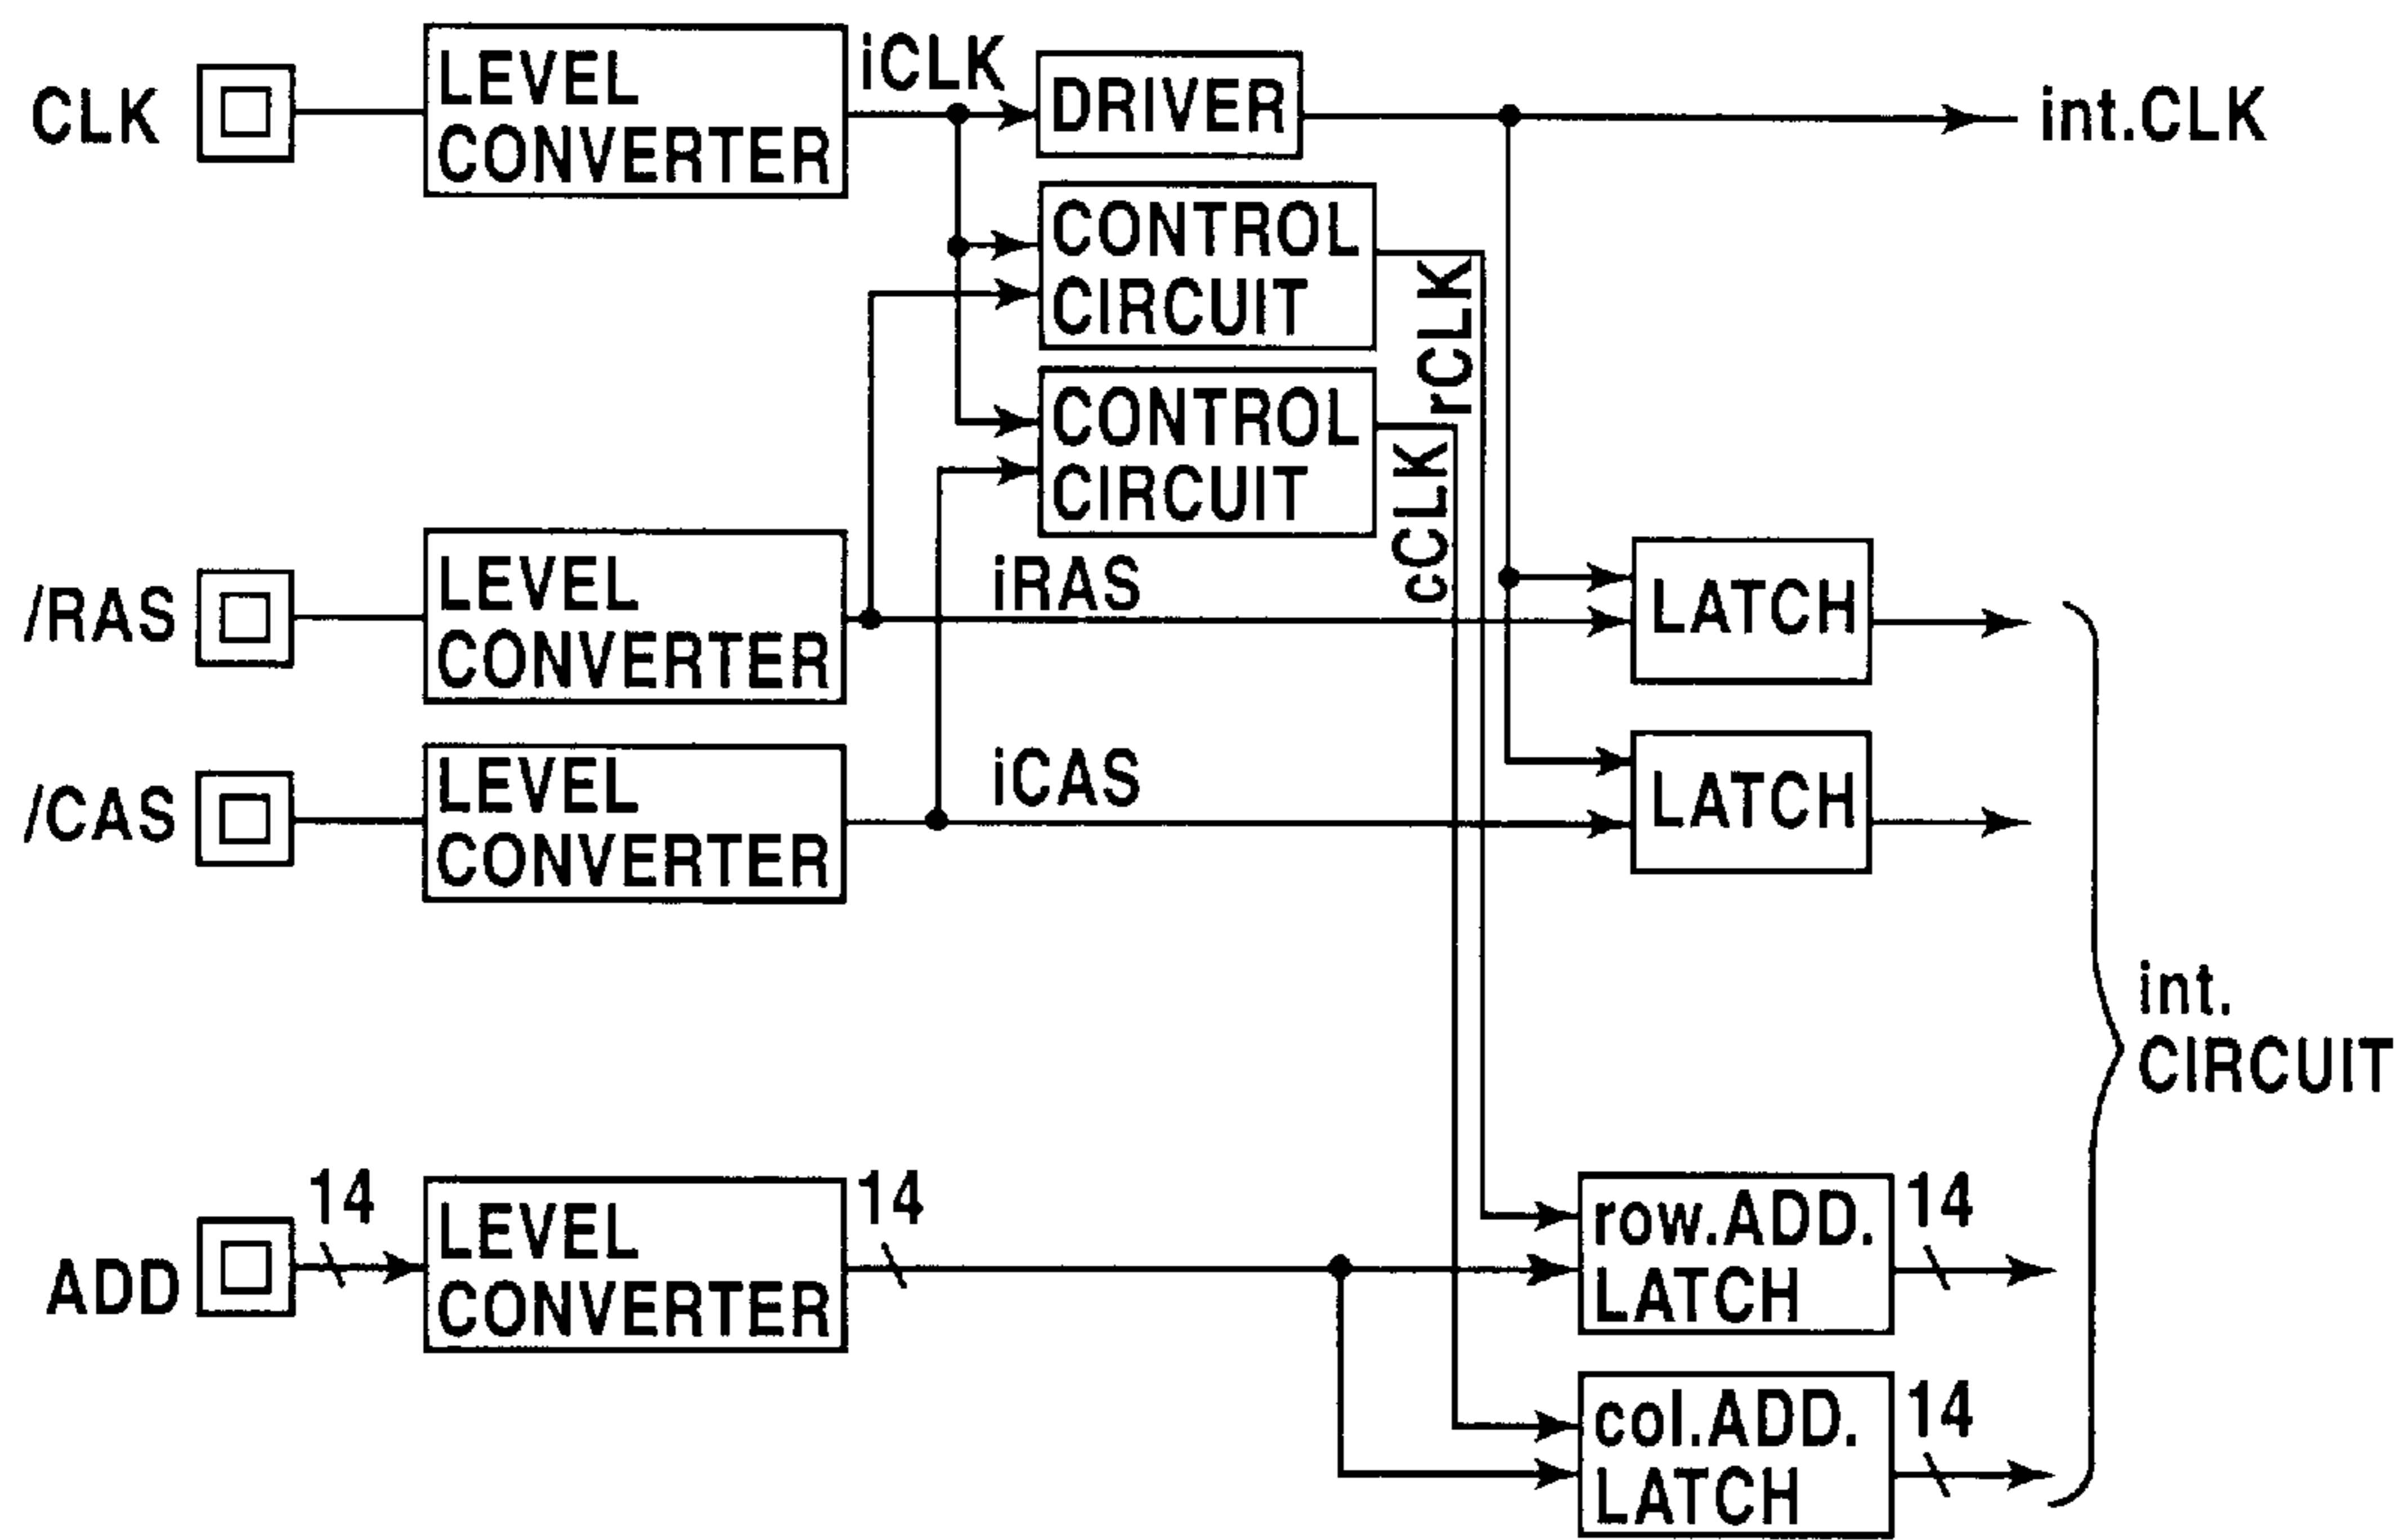 CLK
LEVEL
CONVERTER
iCLK
DRIVER
int.CLK
CONTROL
CIRCUIT
rCLK
CONTROL
CIRCUIT
cCLK
/RAS
LEVEL
CONVERTER
iRAS
LATCH
/CAS
LEVEL
CONVERTER
iCAS
LATCH
int.
CIRCUIT
ADD
14
LEVEL
CONVERTER
14
row.ADD.
LATCH
14
col.ADD.
LATCH
14